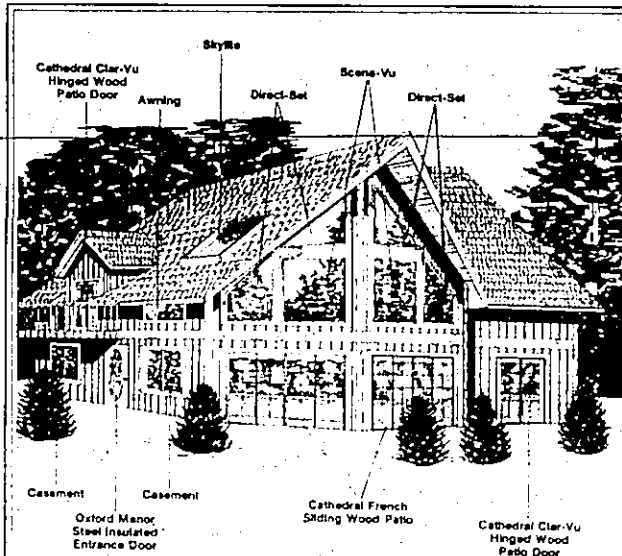 Skylite
Cathedral Clar-Vu
Hinged Wood
Patio Door
Awning
Direct-Set
Scena-Vu
Direct-Set
Casement
Casement
Oxford Manor
Steel Insulated
Entrance Door
Cathedral French
Sliding Wood Patio
Cathedral Clar-Vu
Hinged Wood
Patio Door